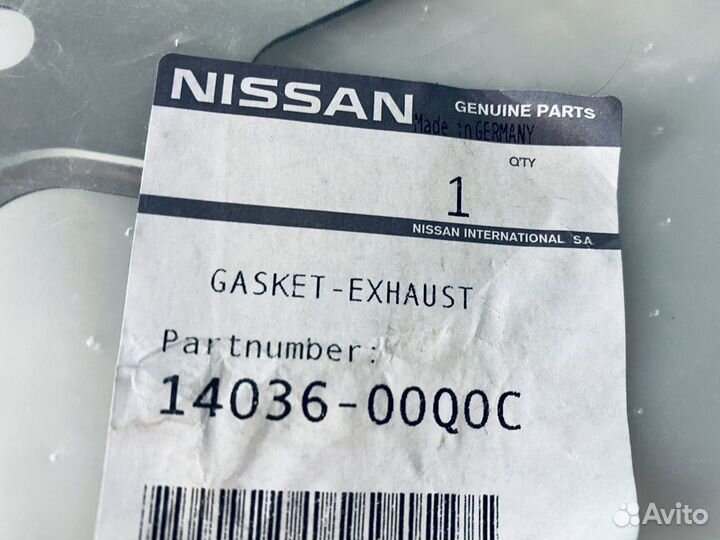 NISSAN GENUINE PARTS
Made in GERMANY
Q'TY
1
NISSAN INTERNATIONAL S.A.
GASKET-EXHAUST
Partnumber:
14036-00Q0C
Avito